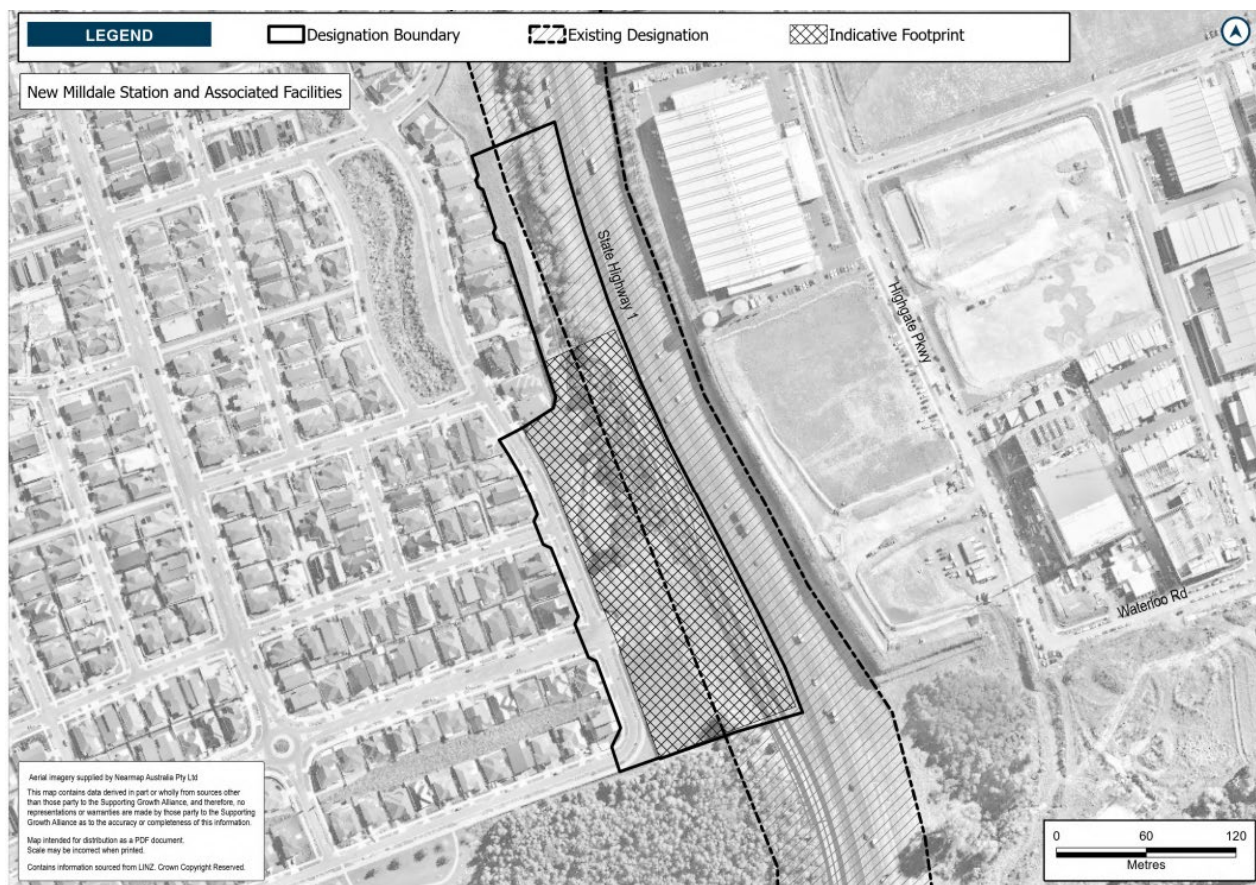 LEGEND
Designation Boundary
Existing Designation
Indicative Footprint
New Milldale Station and Associated Facilities
State Highway 1
Highgate Pkwy
Waterloo Rd
Aerial imagery supplied by Nearmap Australia Pty Ltd
This map contains data derived in part or wholly from sources other
than those party to the Supporting Growth Alliance, and therefore, no
representations or warranties are made by those party to the Supporting
Growth Alliance as to the accuracy or completeness of this information.
Map intended for distribution as a PDF document.
Scale may be incorrect when printed.
Contains information sourced from LINZ. Crown Copyright Reserved.
0 60 120
Metres